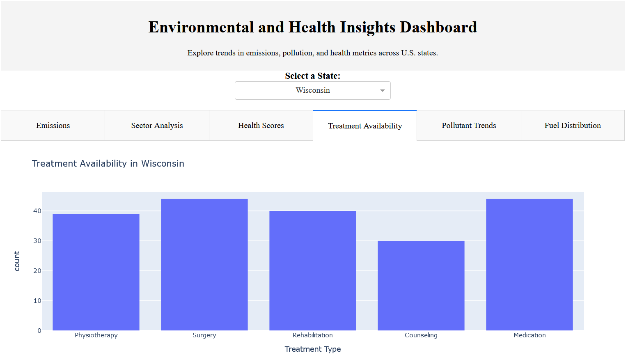 Environmental and Health Insights Dashboard
Explore trends in emissions, pollution, and health metrics across U.S. states.
Select a State:
Wisconsin
Emissions
Sector Analysis
Health Scores
Treatment Availability
Pollutant Trends
Fuel Distribution
Treatment Availability in Wisconsin
count
40
30
20
10
0
Physiotherapy
Surgery
Rehabilitation
Counseling
Medication
Treatment Type